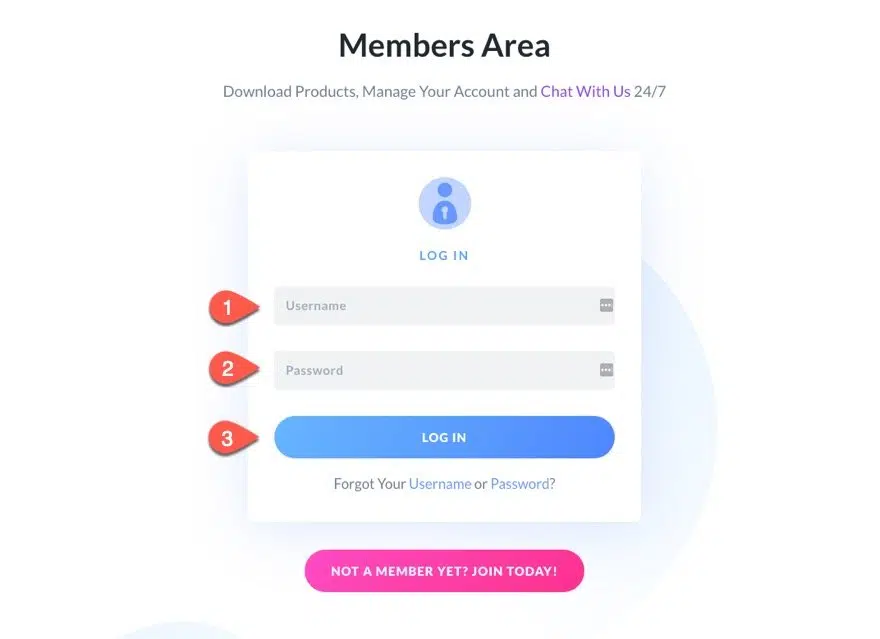 Members Area
Download Products, Manage Your Account and Chat With Us 24/7
LOG IN
1
Username
2
Password
3
LOG IN
Forgot Your Username or Password?
NOT A MEMBER YET? JOIN TODAY!